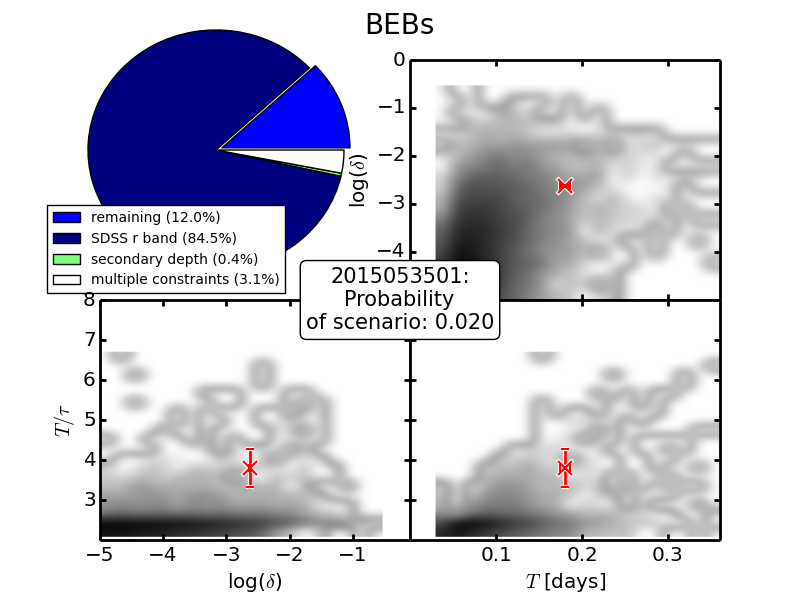 BEBs
remaining (12.0%)
SDSS r band (84.5%)
secondary depth (0.4%)
multiple constraints (3.1%)
log(δ)
0
−1
−2
−3
−4
2015053501:
Probability
of scenario: 0.020
T/τ
8
7
6
5
4
3
−5
−4
−3
−2
−1
log(δ)
0.1
0.2
0.3
T [days]